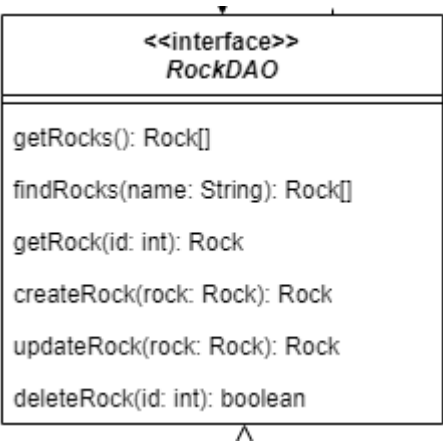 <<interface>>
RockDAO
getRocks(): Rock[]
findRocks(name: String): Rock[]
getRock(id: int): Rock
createRock(rock: Rock): Rock
updateRock(rock: Rock): Rock
deleteRock(id: int): boolean